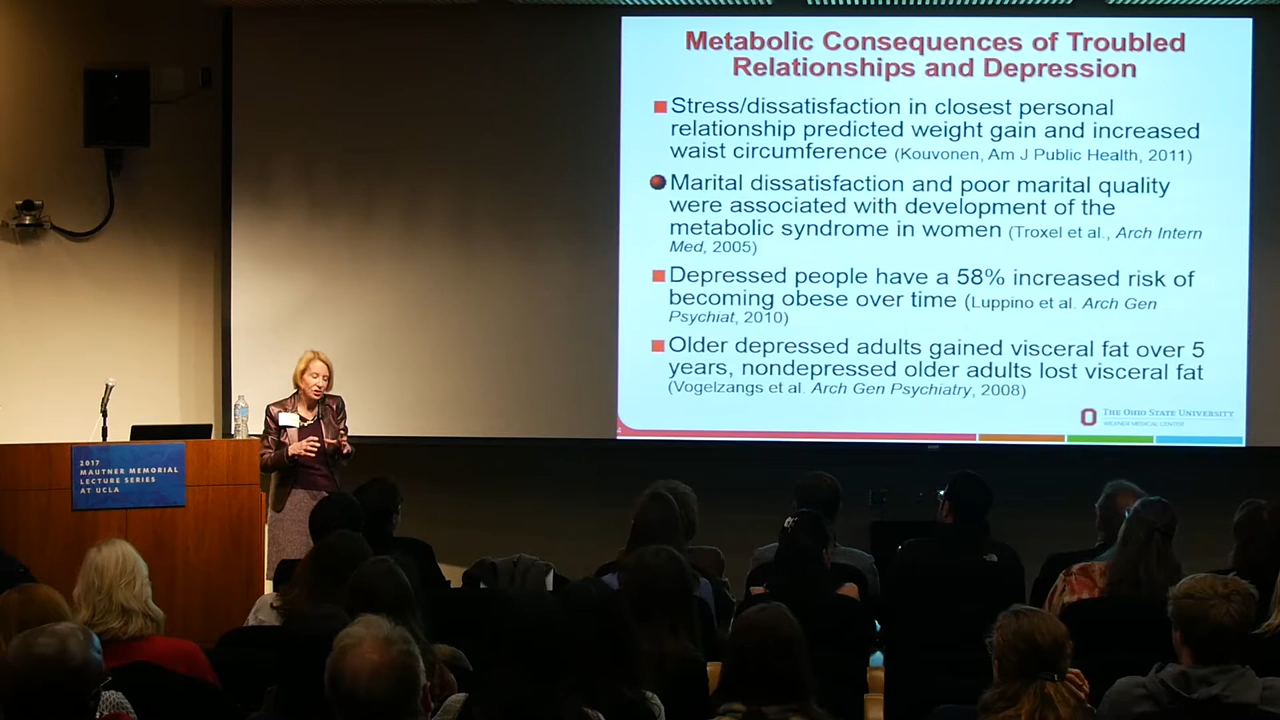 Metabolic Consequences of Troubled
Relationships and Depression
Stress/dissatisfaction in closest personal
relationship predicted weight gain and increased
waist circumference (Kouvonen, Am J Public Health, 2011)
Marital dissatisfaction and poor marital quality
were associated with development of the
metabolic syndrome in women (Troxel et al., Arch Intern
Med, 2005)
Depressed people have a 58% increased risk of
becoming obese over time (Luppino et al. Arch Gen
Psychiat, 2010)
Older depressed adults gained visceral fat over 5
years, nondepressed older adults lost visceral fat
(Vogelzangs et al. Arch Gen Psychiatry, 2008)
THE OHIO STATE UNIVERSITY
WEXNER MEDICAL CENTER
2017
MAUTNER MEMORIAL
LECTURE SERIES
AT UCLA